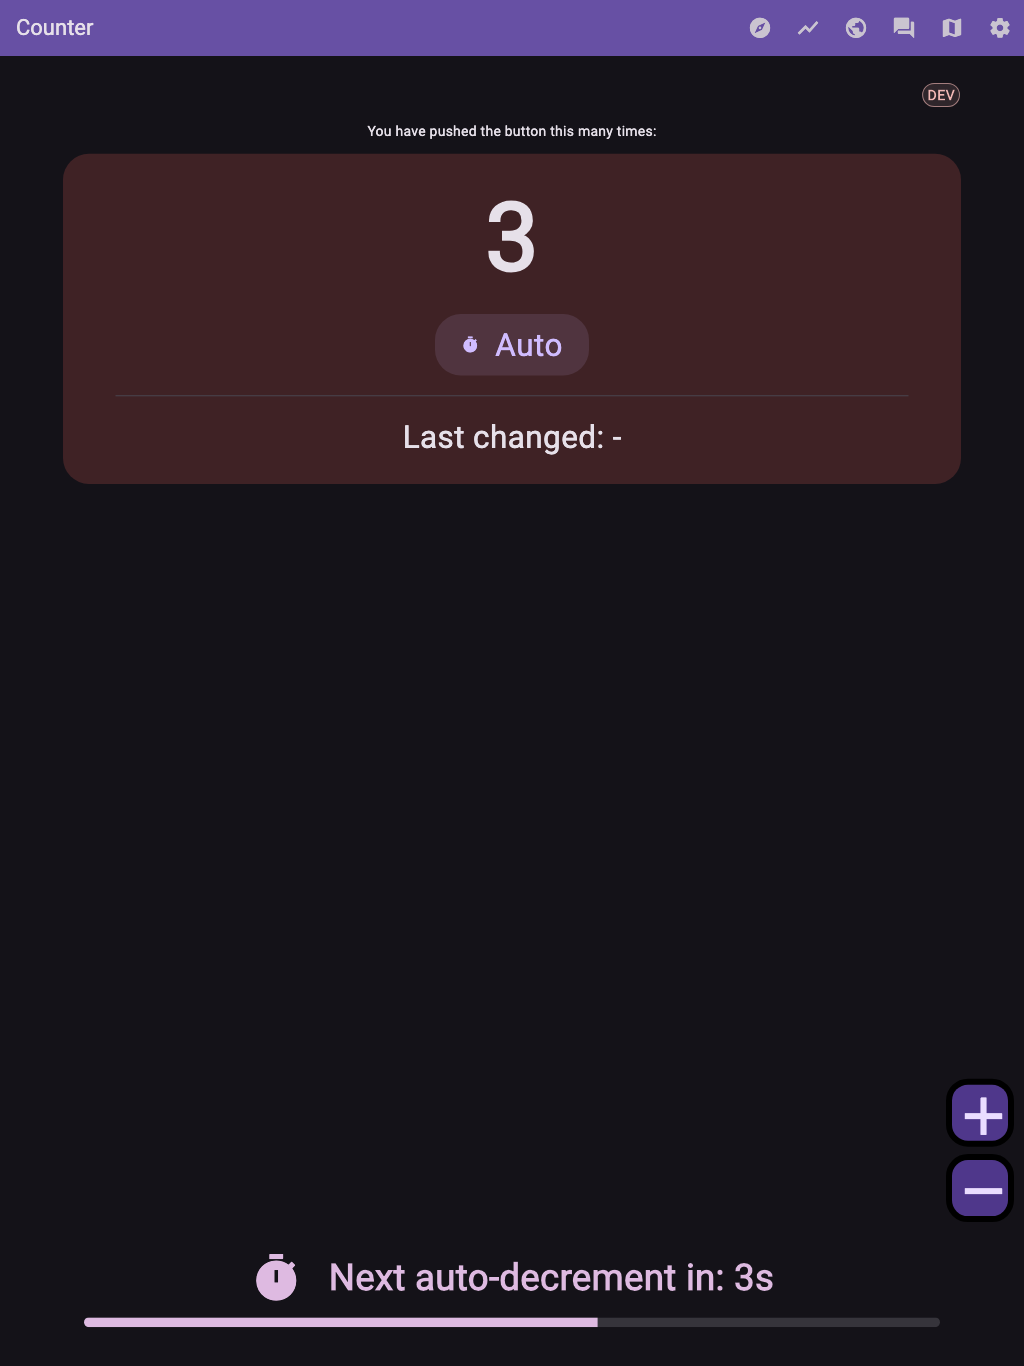 Counter
DEV
You have pushed the button this many times:
3
Auto
Last changed: -
Next auto-decrement in: 3s